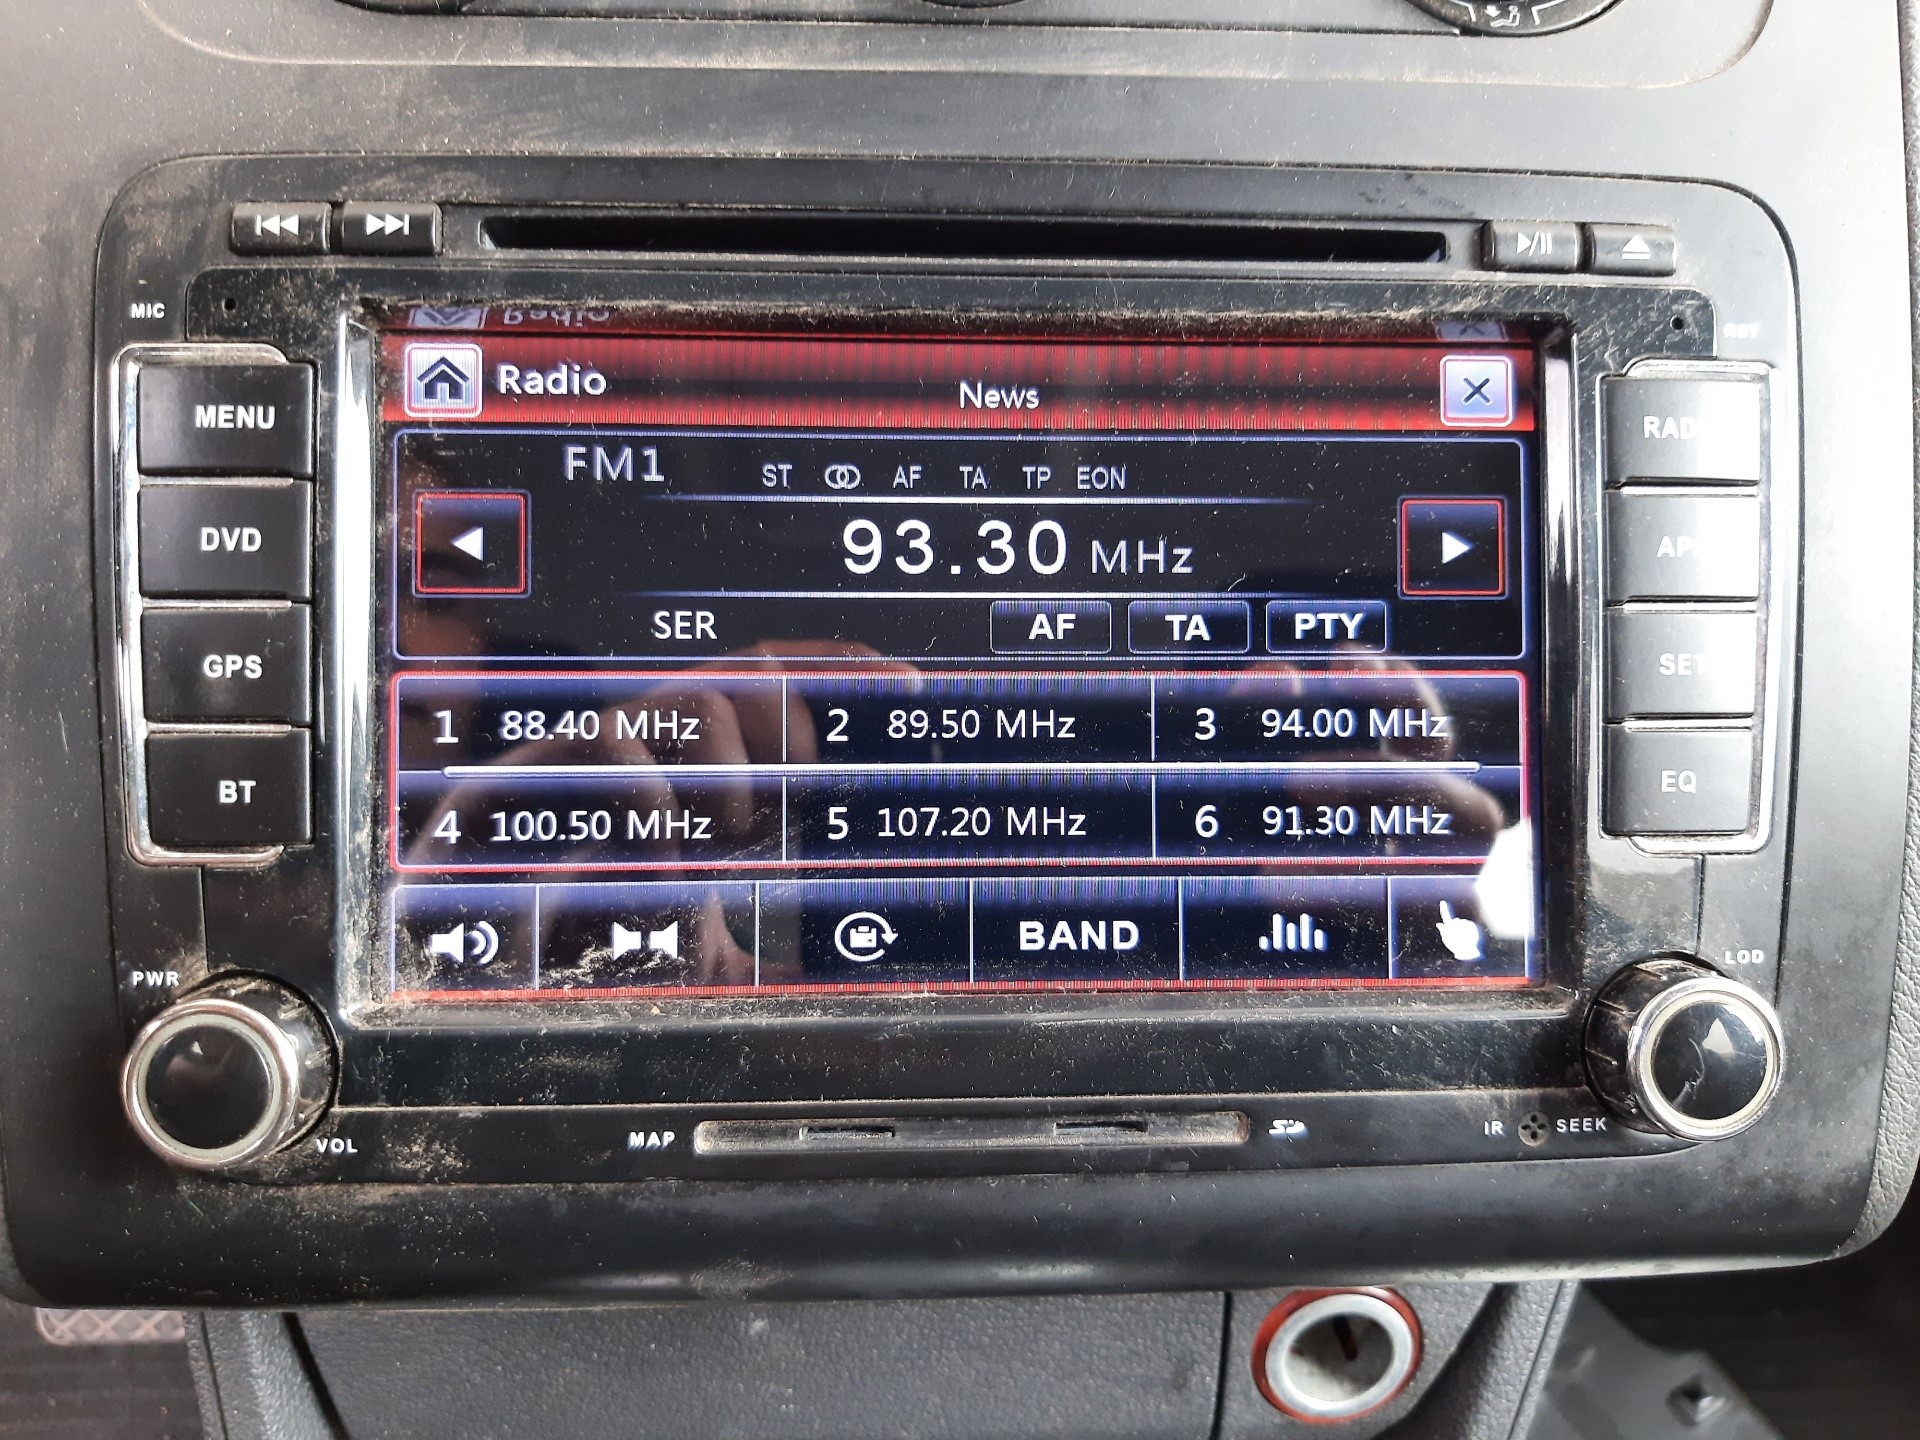 MIC
RST
MENU
DVD
GPS
BT
Radio
News
FM1 ST AF TA TP EON
93.30 MHz
SER AF TA PTY
1 88.40 MHz 2 89.50 MHz 3 94.00 MHz
4 100.50 MHz 5 107.20 MHz 6 91.30 MHz
BAND
SET
EQ
PWR
VOL
MAP
IR SEEK
LOD